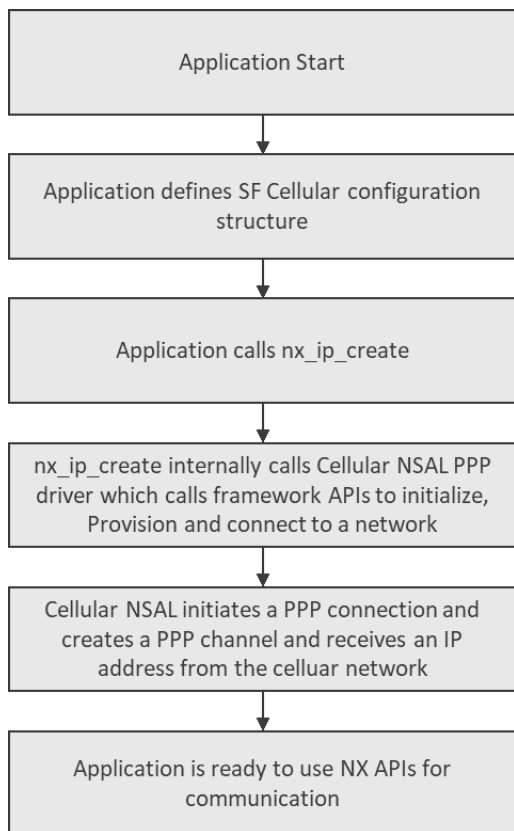 Application Start
Application defines SF Cellular configuration
structure
Application calls nx_ip_create
nx_ip_create internally calls Cellular NSAL PPP
driver which calls framework APIs to initialize,
Provision and connect to a network
Cellular NSAL initiates a PPP connection and
creates a PPP channel and receives an IP
address from the celluar network
Application is ready to use NX APIs for
communication